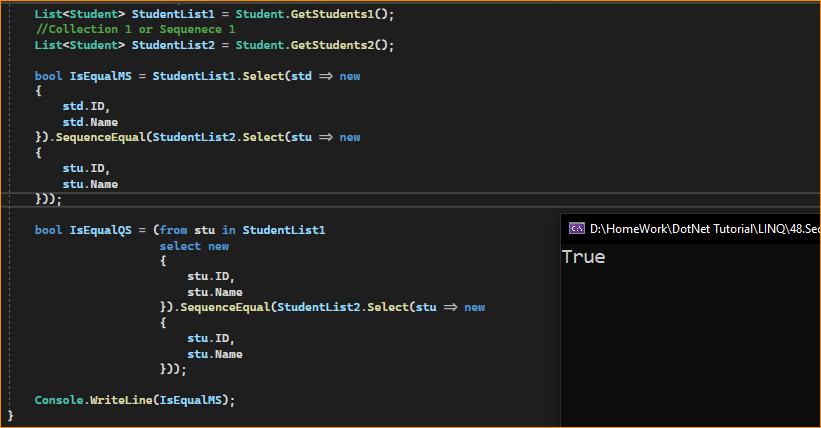 List<Student> StudentList1 = Student.GetStudents1();
//Collection 1 or Sequenece 1
List<Student> StudentList2 = Student.GetStudents2();
bool IsEqualMS = StudentList1.Select(std => new
{
std.ID,
std.Name
}).SequenceEqual(StudentList2.Select(stu => new
{
stu.ID,
stu.Name
}));
bool IsEqualQS = (from stu in StudentList1
select new
{
stu.ID,
stu.Name
}).SequenceEqual(StudentList2.Select(stu => new
{
stu.ID,
stu.Name
}));
Console.WriteLine(IsEqualMS);
}
C:\
D:\HomeWork\DotNet Tutorial\LINQ\48.Sec
True